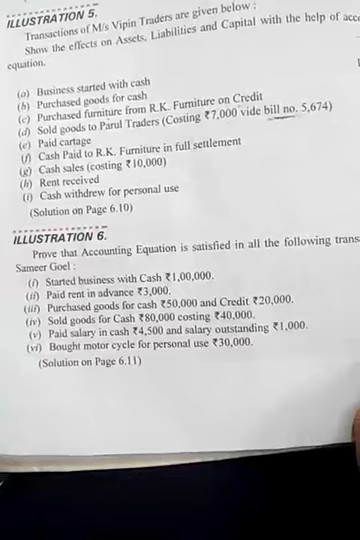 ILLUSTRATION 5.
Transactions of M/s Vipin Traders are given below :
Show the effects on Assets, Liabilities and Capital with the help of
equation.
(a) Business started with cash
(b) Purchased goods for cash
(c) Purchased furniture from R.K. Furniture on Credit
(d) Sold goods to Parul Traders (Costing ₹7,000 vide bill no. 5,674)
(e) Paid cartage
(f) Cash Paid to R.K. Furniture in full settlement
(g) Cash sales (costing ₹10,000)
(h) Rent received
(i) Cash withdrew for personal use
(Solution on Page 6.10)
ILLUSTRATION 6.
Prove that Accounting Equation is satisfied in all the following
Sameer Goel :
(i) Started business with Cash ₹1,00,000.
(ii) Paid rent in advance ₹3,000.
(iii) Purchased goods for cash ₹50,000 and Credit ₹20,000.
(iv) Sold goods for Cash ₹80,000 costing ₹40,000.
(v) Paid salary in cash ₹4,500 and salary outstanding ₹1,000.
(vi) Bought motor cycle for personal use ₹30,000.
(Solution on Page 6.11)